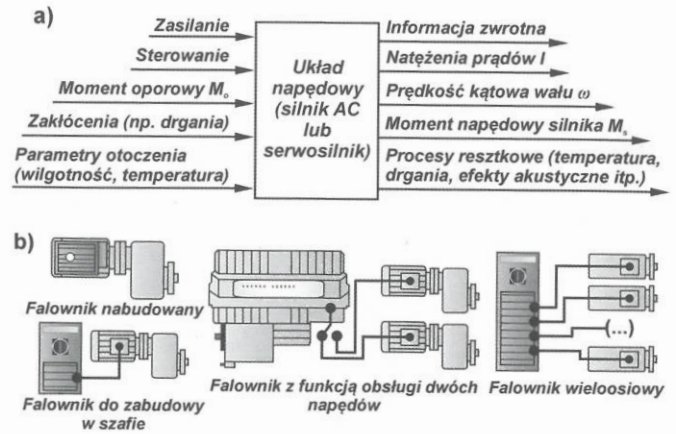 a)
Zasilanie
Sterowanie
Moment oporowy Mₒ
Zakłócenia (np. drgania)
Parametry otoczenia
(wilgotność, temperatura)
Układ
napędowy
(silnik AC
lub
serwosilnik)
Informacja zwrotna
Natężenia prądów I
Prędkość kątowa wału ω
Moment napędowy silnika Mₛ
Procesy resztkowe (temperatura,
drgania, efekty akustyczne itp.)
b)
Falownik nabudowany
Falownik do zabudowy
w szafie
Falownik z funkcją obsługi dwóch
napędów
(...)
Falownik wieloosiowy